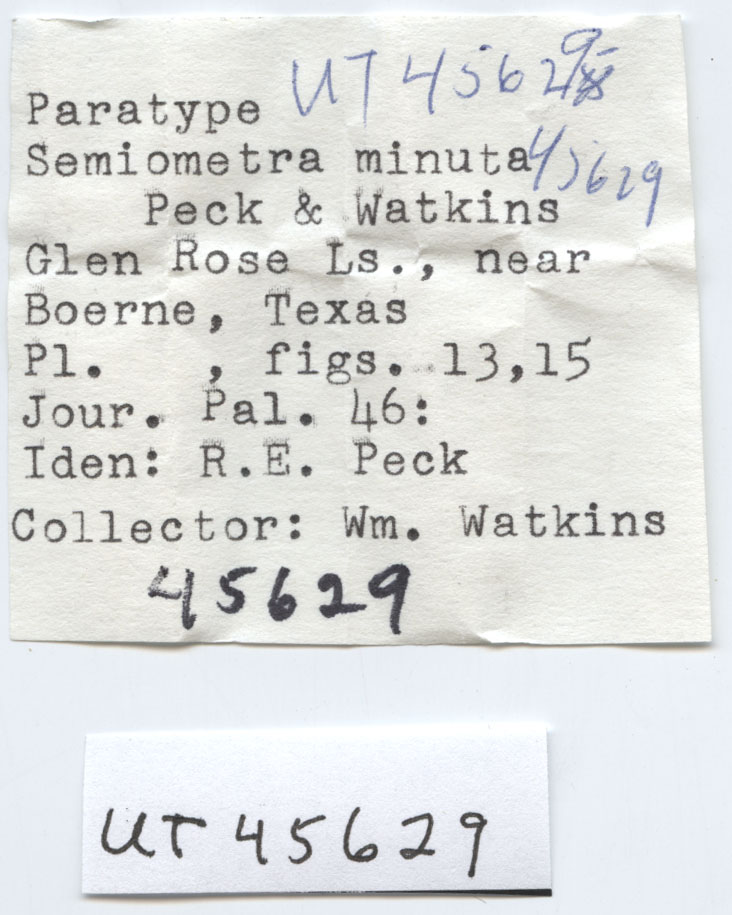 UT 45629
Paratype
Semiometra minuta 45629
Peck & Watkins
Glen Rose Ls., near
Boerne, Texas
Pl. , figs. 13,15
Jour. Pal. 46:
Iden: R.E. Peck
Collector: Wm. Watkins
45629
UT 45629